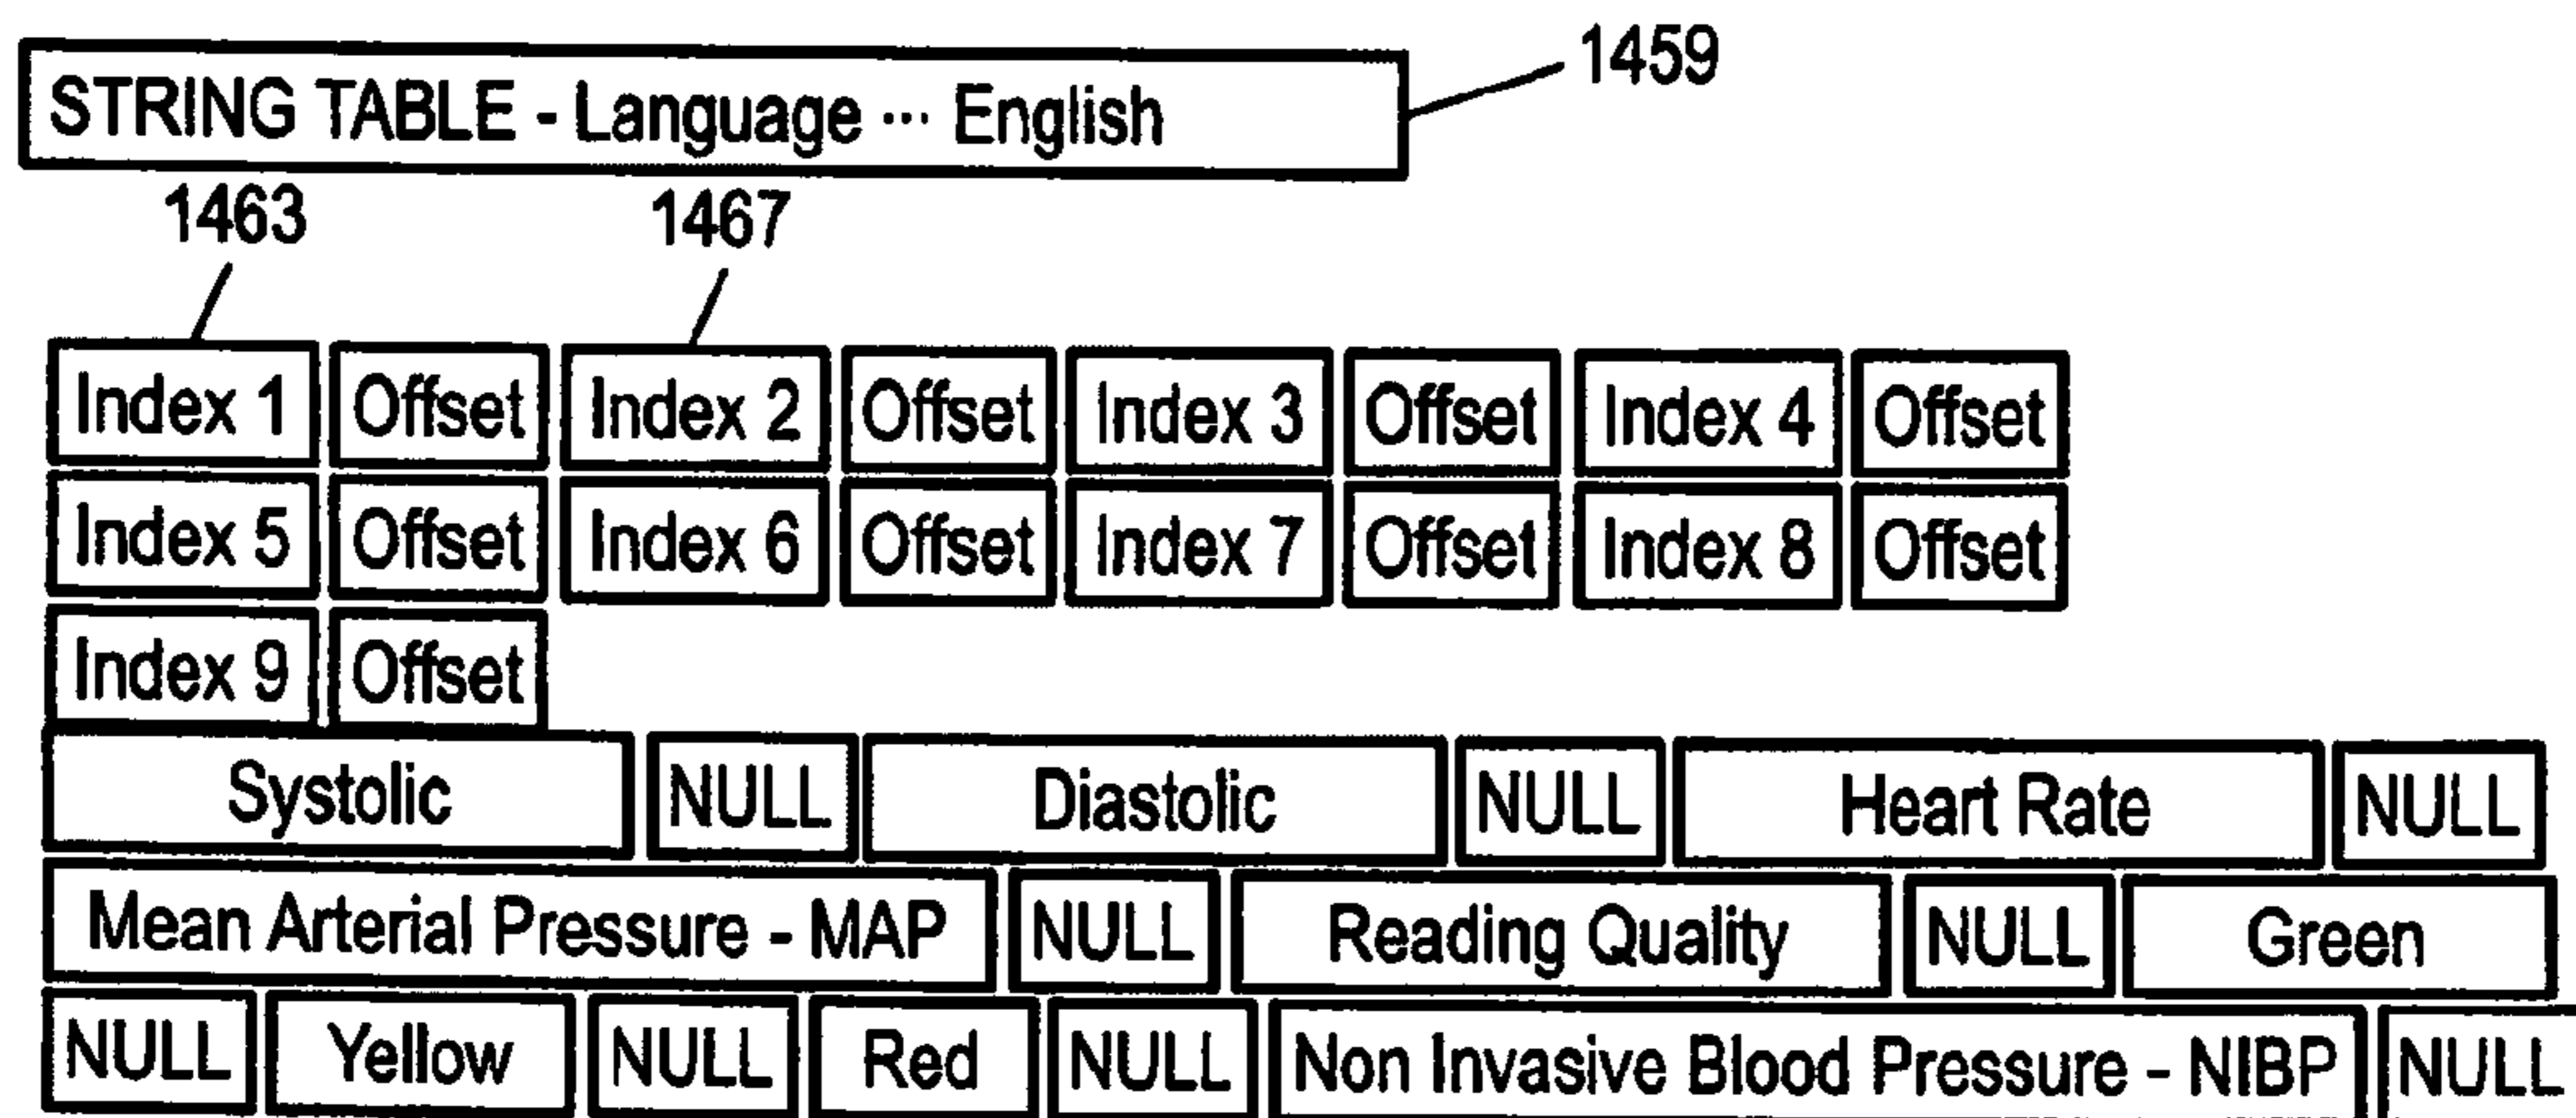 1459
STRING TABLE - Language ... English
1463 1467
Index 1 Offset Index 2 Offset Index 3 Offset Index 4 Offset
Index 5 Offset Index 6 Offset Index 7 Offset Index 8 Offset
Index 9 Offset
Systolic NULL Diastolic NULL Heart Rate NULL
Mean Arterial Pressure - MAP NULL Reading Quality NULL Green
NULL Yellow NULL Red NULL Non Invasive Blood Pressure - NIBP NULL